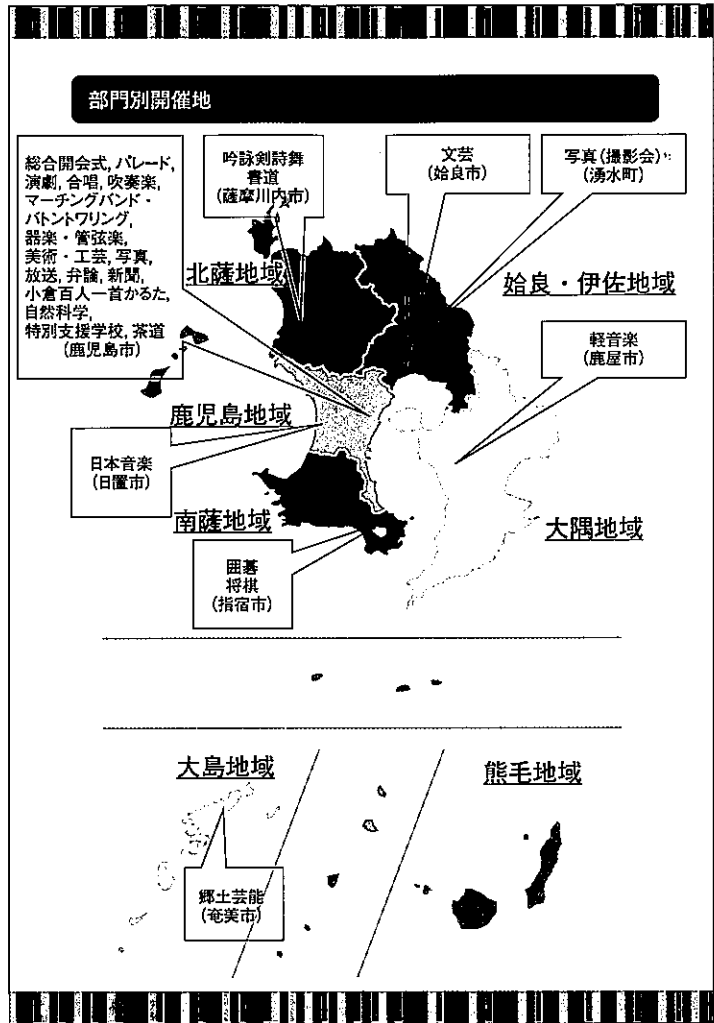 部門別開催地
総合開会式, パレード,
演劇, 合唱, 吹奏楽,
マーチングバンド・
バトントワリング,
器楽・管弦楽,
美術・工芸, 写真,
放送, 弁論, 新聞,
小倉百人一首かるた,
自然科学,
特別支援学校, 茶道
(鹿児島市)
吟詠剣詩舞
書道
(薩摩川内市)
文芸
(姶良市)
写真(撮影会)
(湧水町)
北薩地域
姶良・伊佐地域
軽音楽
(鹿屋市)
鹿児島地域
日本音楽
(日置市)
南薩地域
大隅地域
囲碁
将棋
(指宿市)
大島地域
熊毛地域
郷土芸能
(奄美市)